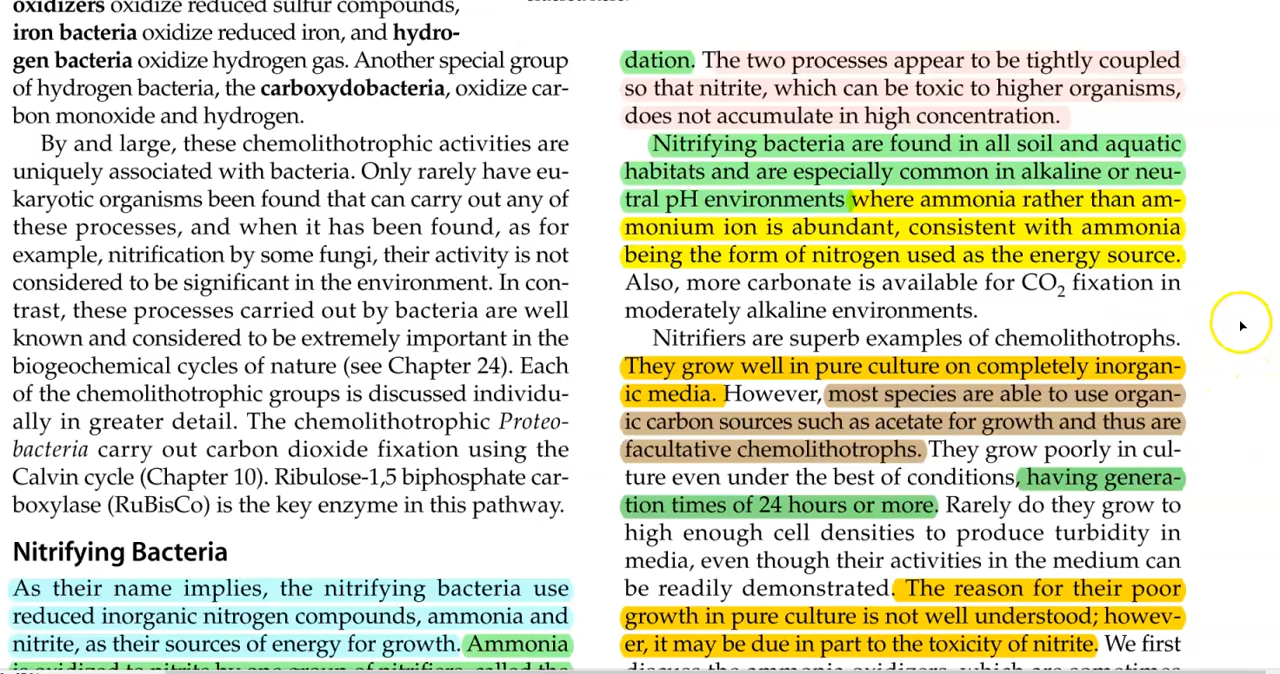 oxidizers oxidize reduced sulfur compounds,
iron bacteria oxidize reduced iron, and hydro-
gen bacteria oxidize hydrogen gas. Another special group
of hydrogen bacteria, the carboxydobacteria, oxidize car-
bon monoxide and hydrogen.
By and large, these chemolithotrophic activities are
uniquely associated with bacteria. Only rarely have eu-
karyotic organisms been found that can carry out any of
these processes, and when it has been found, as for
example, nitrification by some fungi, their activity is not
considered to be significant in the environment. In con-
trast, these processes carried out by bacteria are well
known and considered to be extremely important in the
biogeochemical cycles of nature (see Chapter 24). Each
of the chemolithotrophic groups is discussed individu-
ally in greater detail. The chemolithotrophic Proteo-
bacteria carry out carbon dioxide fixation using the
Calvin cycle (Chapter 10). Ribulose-1,5 biphosphate car-
boxylase (RuBisCo) is the key enzyme in this pathway.
Nitrifying Bacteria
As their name implies, the nitrifying bacteria use
reduced inorganic nitrogen compounds, ammonia and
nitrite, as their sources of energy for growth. Ammonia
is oxidized to nitrite by one group of nitrifiers, called the
dation. The two processes appear to be tightly coupled
so that nitrite, which can be toxic to higher organisms,
does not accumulate in high concentration.
Nitrifying bacteria are found in all soil and aquatic
habitats and are especially common in alkaline or neu-
tral pH environments where ammonia rather than am-
monium ion is abundant, consistent with ammonia
being the form of nitrogen used as the energy source.
Also, more carbonate is available for CO2 fixation in
moderately alkaline environments.
Nitrifiers are superb examples of chemolithotrophs.
They grow well in pure culture on completely inorgan-
ic media. However, most species are able to use organ-
ic carbon sources such as acetate for growth and thus are
facultative chemolithotrophs. They grow poorly in cul-
ture even under the best of conditions, having genera-
tion times of 24 hours or more. Rarely do they grow to
high enough cell densities to produce turbidity in
media, even though their activities in the medium can
be readily demonstrated. The reason for their poor
growth in pure culture is not well understood; howev-
er, it may be due in part to the toxicity of nitrite. We first
discuss the ammonia oxidizers, which are sometimes